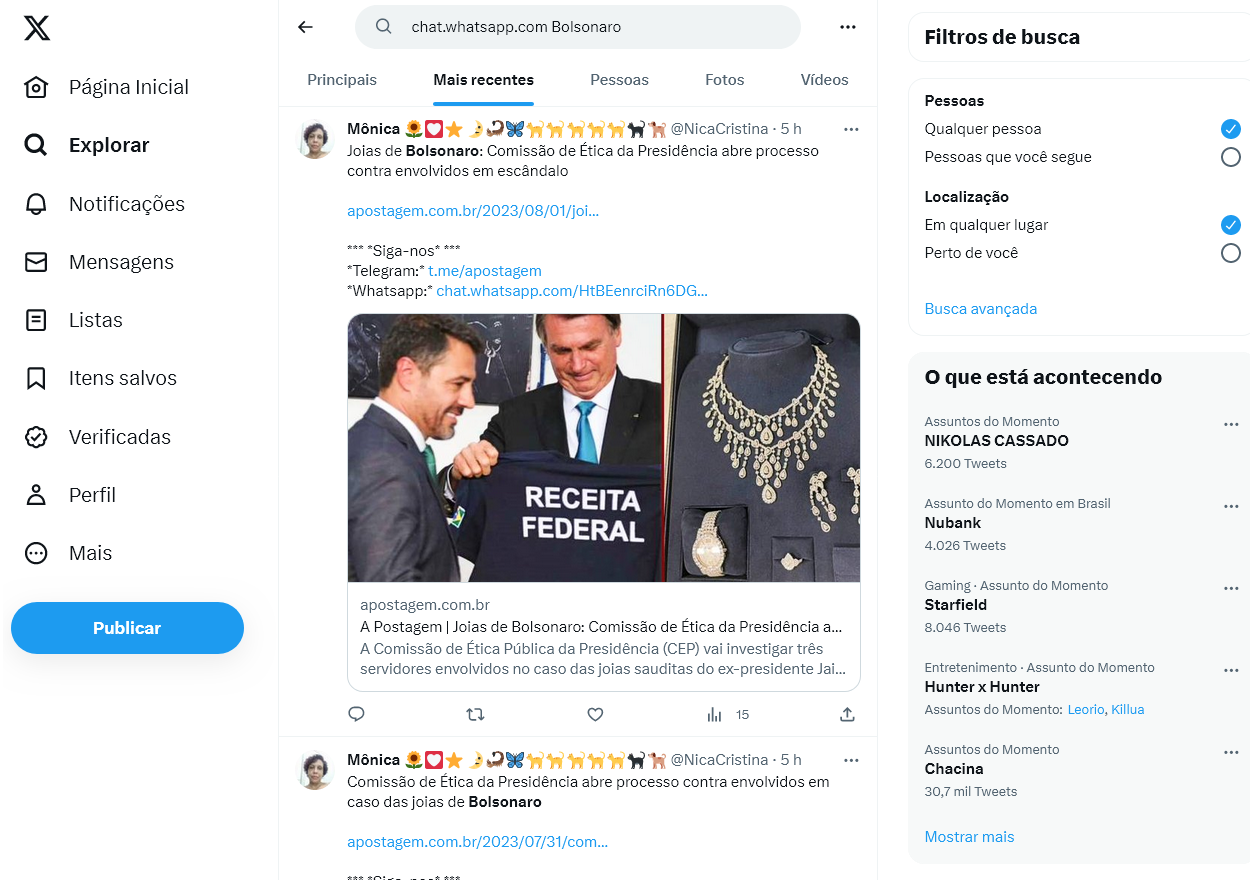 Página Inicial
Explorar
Notificações
Mensagens
Listas
Itens salvos
Verificadas
Perfil
Mais
Publicar
chat.whatsapp.com Bolsonaro
Principais
Mais recentes
Pessoas
Fotos
Vídeos
Mônica @NicaCristina · 5 h
Joias de Bolsonaro: Comissão de Ética da Presidência abre processo
contra envolvidos em escândalo
apostagem.com.br/2023/08/01/joi...
*** *Siga-nos* ***
*Telegram:* t.me/apostagem
*Whatsapp:* chat.whatsapp.com/HtBEenrciRn6DG...
RECEITA
FEDERAL
apostagem.com.br
A Postagem | Joias de Bolsonaro: Comissão de Ética da Presidência a...
A Comissão de Ética Pública da Presidência (CEP) vai investigar três
servidores envolvidos no caso das joias sauditas do ex-presidente Jai...
15
Mônica @NicaCristina · 5 h
Comissão de Ética da Presidência abre processo contra envolvidos em
caso das joias de Bolsonaro
apostagem.com.br/2023/07/31/com...
*** *Siga-nos* ***
Filtros de busca
Pessoas
Qualquer pessoa
Pessoas que você segue
Localização
Em qualquer lugar
Perto de você
Busca avançada
O que está acontecendo
Assuntos do Momento
NIKOLAS CASSADO
6.200 Tweets
Assunto do Momento em Brasil
Nubank
4.026 Tweets
Gaming · Assunto do Momento
Starfield
8.046 Tweets
Entretenimento · Assunto do Momento
Hunter x Hunter
Assuntos do Momento: Leorio, Killua
Assuntos do Momento
Chacina
30,7 mil Tweets
Mostrar mais